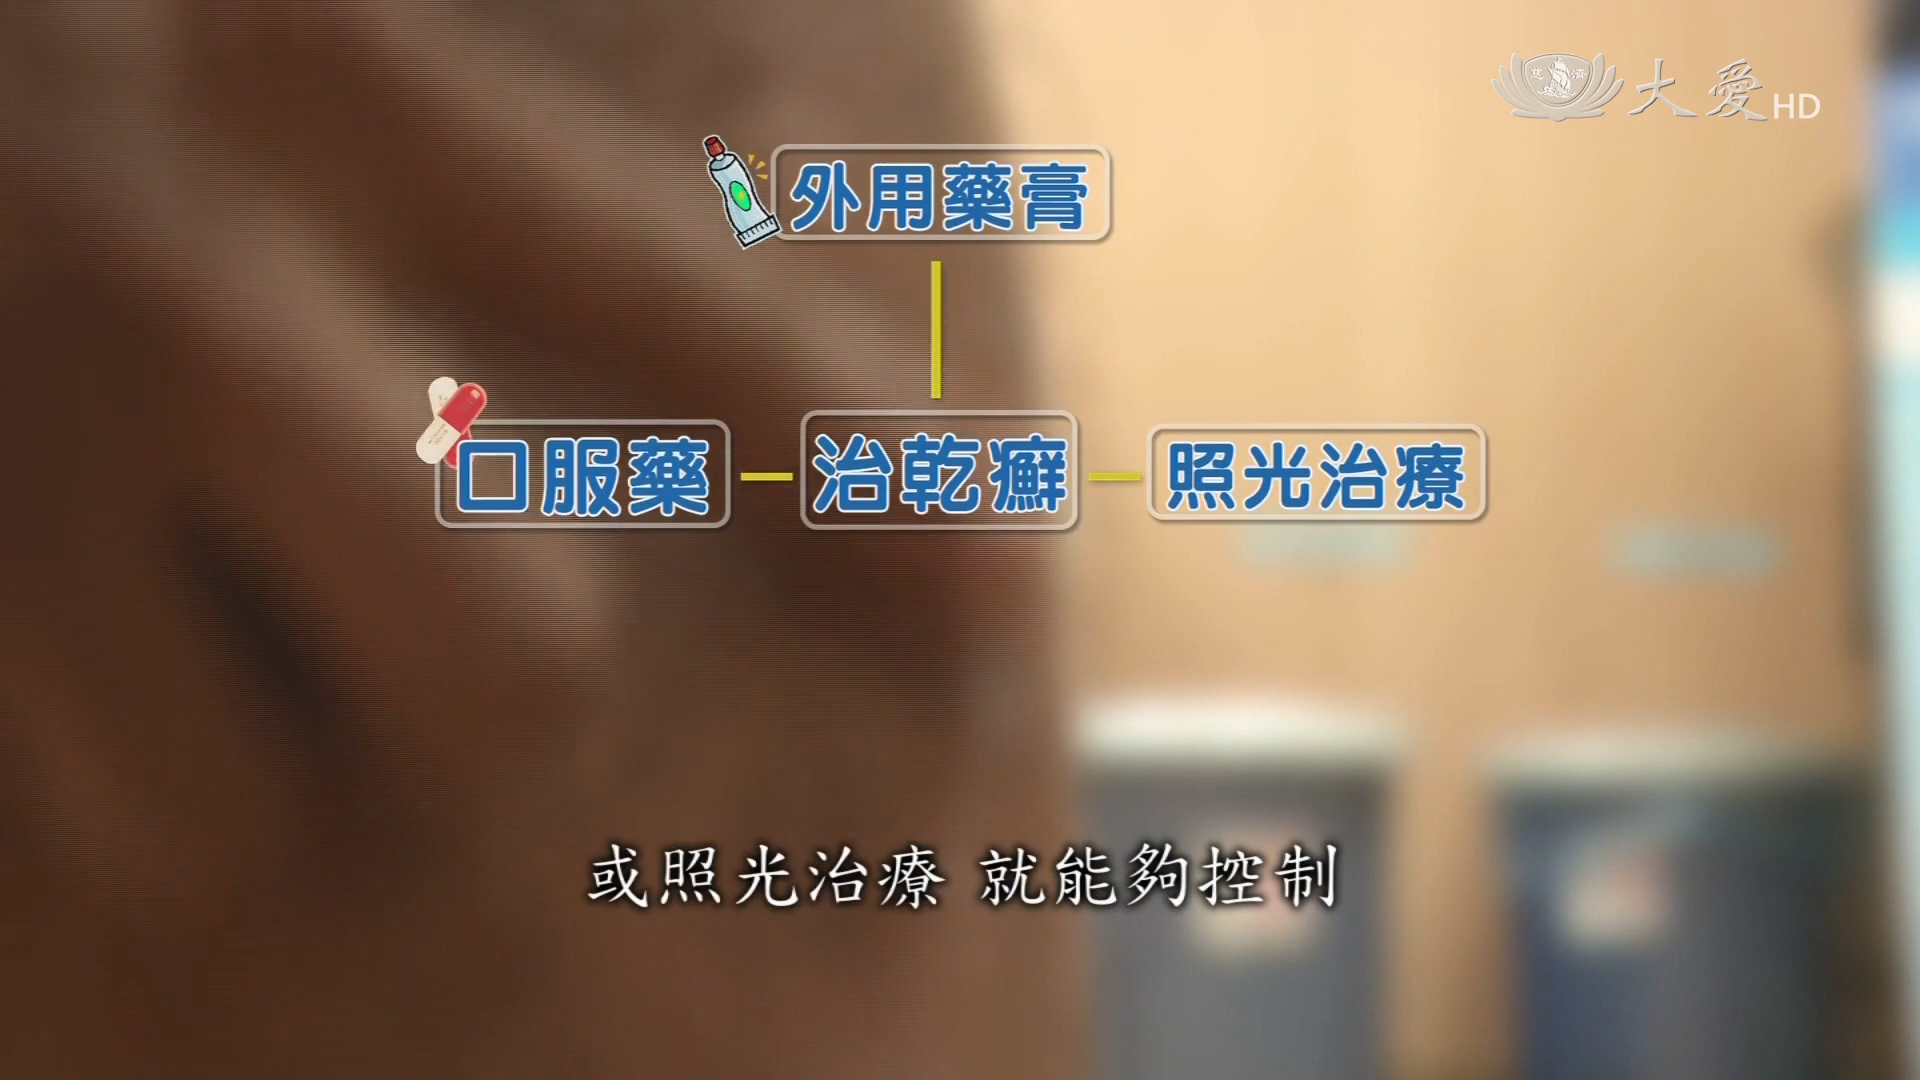 大愛HD
外用藥膏
口服藥
治乾癬
照光治療
或照光治療 就能夠控制